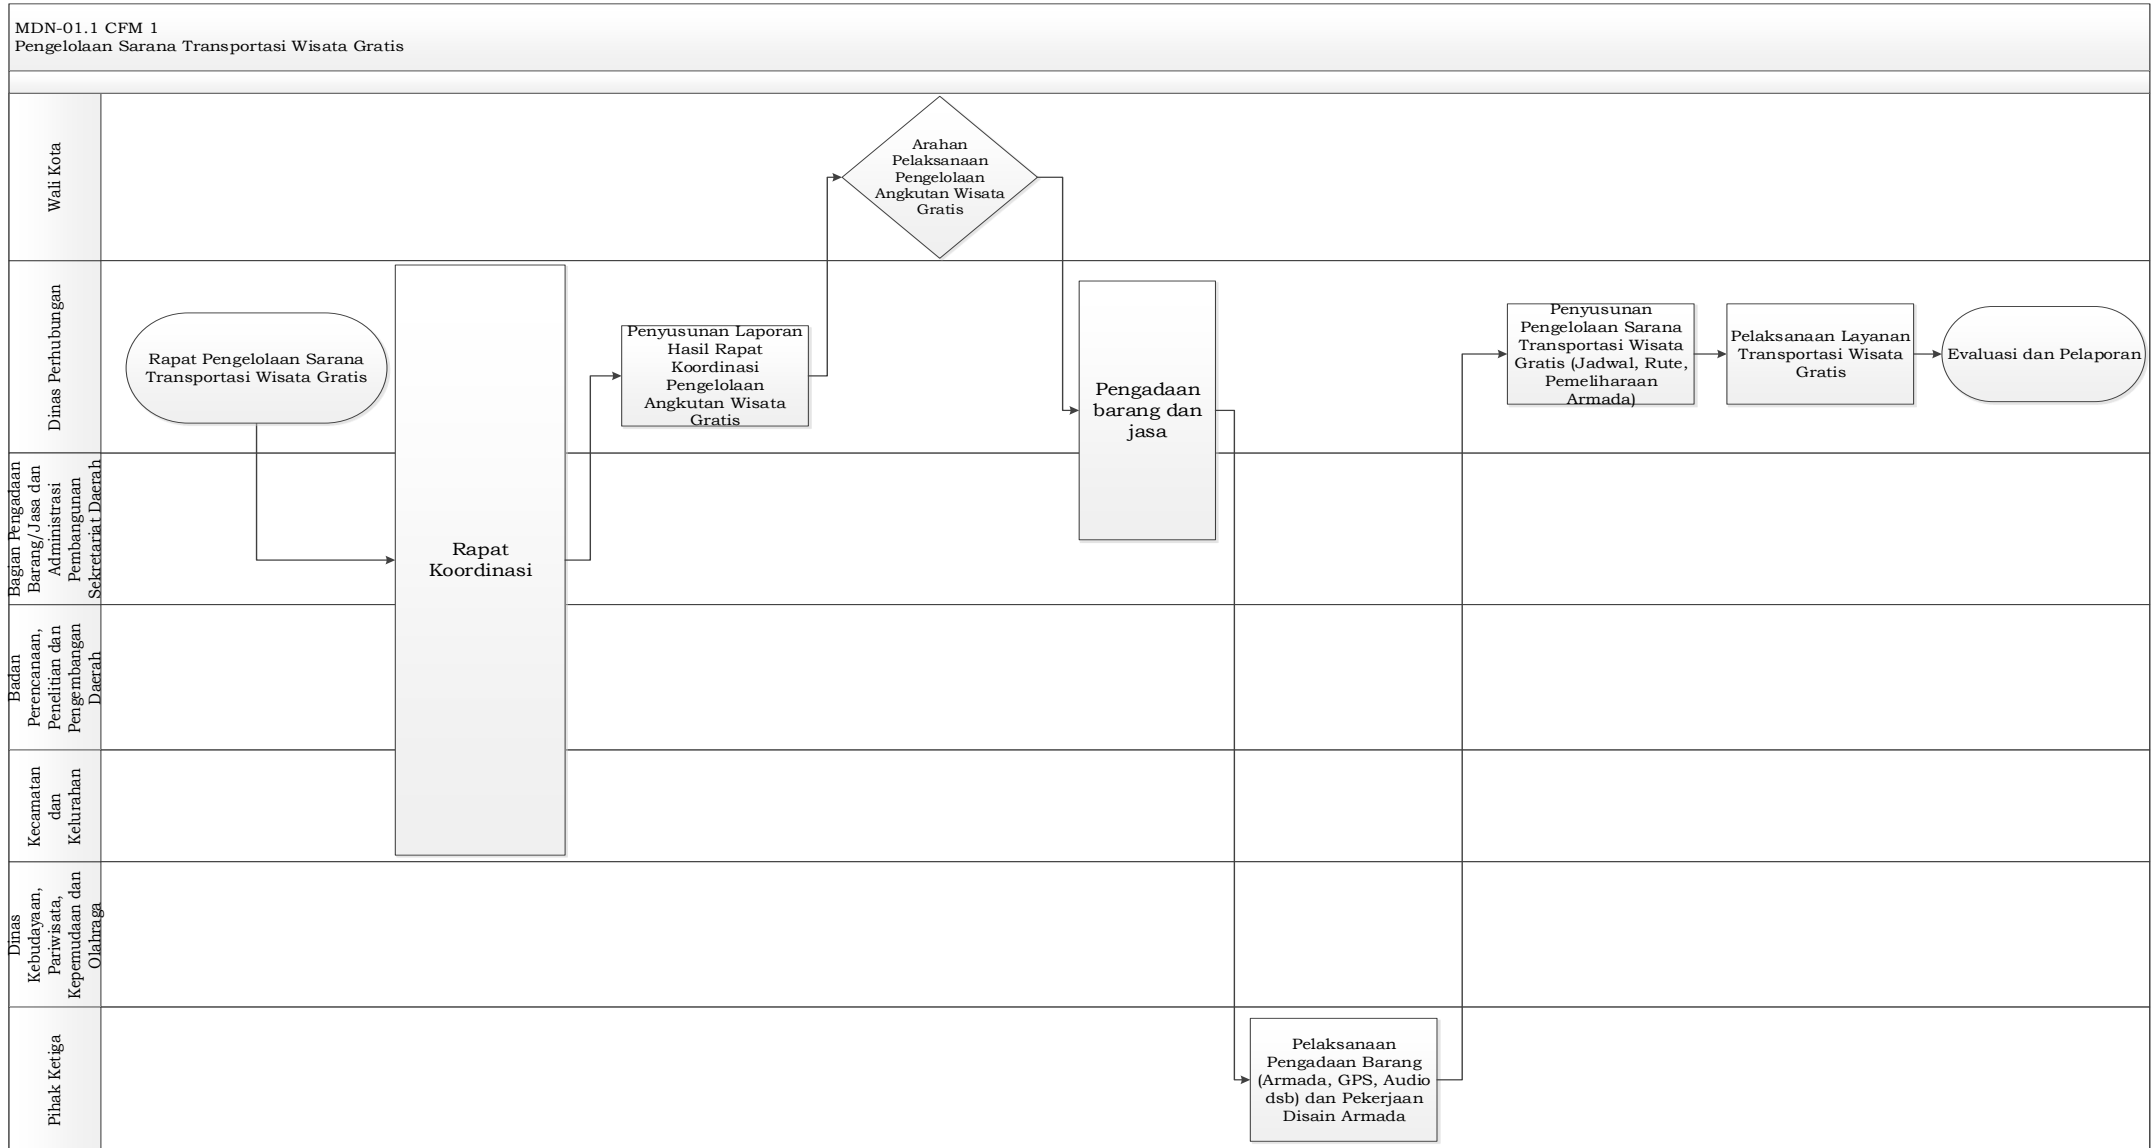 MDN-01.1 CFM 1
Pengelolaan Sarana Transportasi Wisata Gratis
Wali Kota
Arahan
Pelaksanaan
Pengelolaan
Angkutan Wisata
Gratis
Dinas Perhubungan
Rapat Pengelolaan Sarana
Transportasi Wisata Gratis
Rapat
Koordinasi
Penyusunan Laporan
Hasil Rapat
Koordinasi
Pengelolaan
Angkutan Wisata
Gratis
Pengadaan
barang dan
jasa
Penyusunan
Pengelolaan Sarana
Transportasi Wisata
Gratis (Jadwal, Rute,
Pemeliharaan
Armada)
Pelaksanaan Layanan
Transportasi Wisata
Gratis
Evaluasi dan Pelaporan
Bagian Pengadaan
Barang/Jasa dan
Administrasi
Pembangunan
Sekretariat Daerah
Badan
Perencanaan,
Penelitian dan
Pengembangan
Daerah
Kecamatan
dan
Kelurahan
Dinas
Kebudayaan,
Pariwisata,
Kepemudaan dan
Olahraga
Pihak Ketiga
Pelaksanaan
Pengadaan Barang
(Armada, GPS, Audio
dsb) dan Pekerjaan
Disain Armada